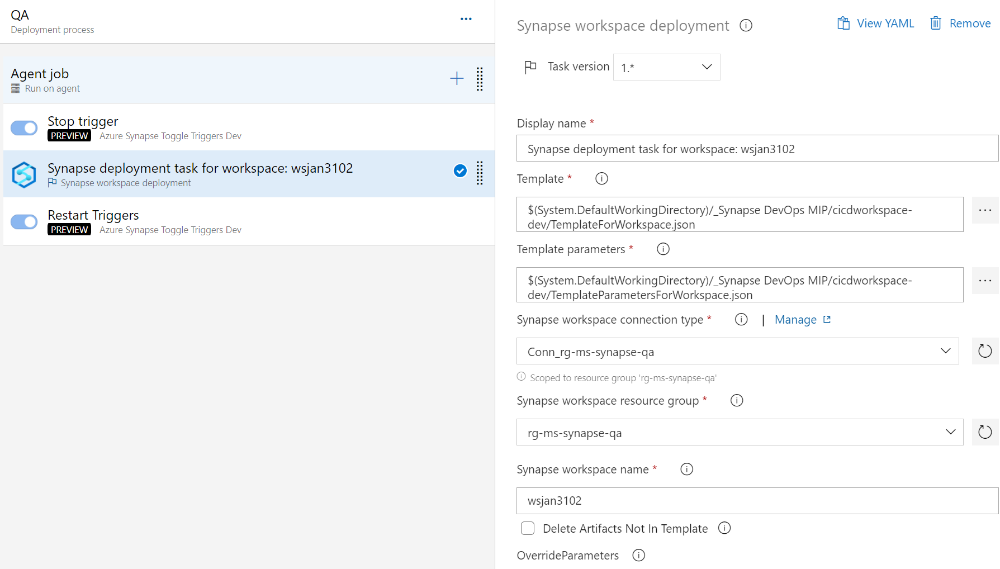 QA
Deployment process
Agent job
Run on agent
Stop trigger
PREVIEW Azure Synapse Toggle Triggers Dev
Synapse deployment task for workspace: wsjan3102
Synapse workspace deployment
Restart Triggers
PREVIEW Azure Synapse Toggle Triggers Dev
Synapse workspace deployment
View YAML
Remove
Task version 1.*
Display name *
Synapse deployment task for workspace: wsjan3102
Template *
$(System.DefaultWorkingDirectory)/_Synapse DevOps MIP/cicdworkspace-
dev/TemplateForWorkspace.json
Template parameters *
$(System.DefaultWorkingDirectory)/_Synapse DevOps MIP/cicdworkspace-
dev/TemplateParametersForWorkspace.json
Synapse workspace connection type * | Manage
Conn_rg-ms-synapse-qa
Scoped to resource group 'rg-ms-synapse-qa'
Synapse workspace resource group *
rg-ms-synapse-qa
Synapse workspace name *
wsjan3102
Delete Artifacts Not In Template
OverrideParameters